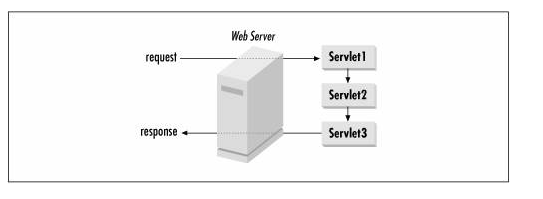 Web Server
request
Servlet1
Servlet2
response
Servlet3